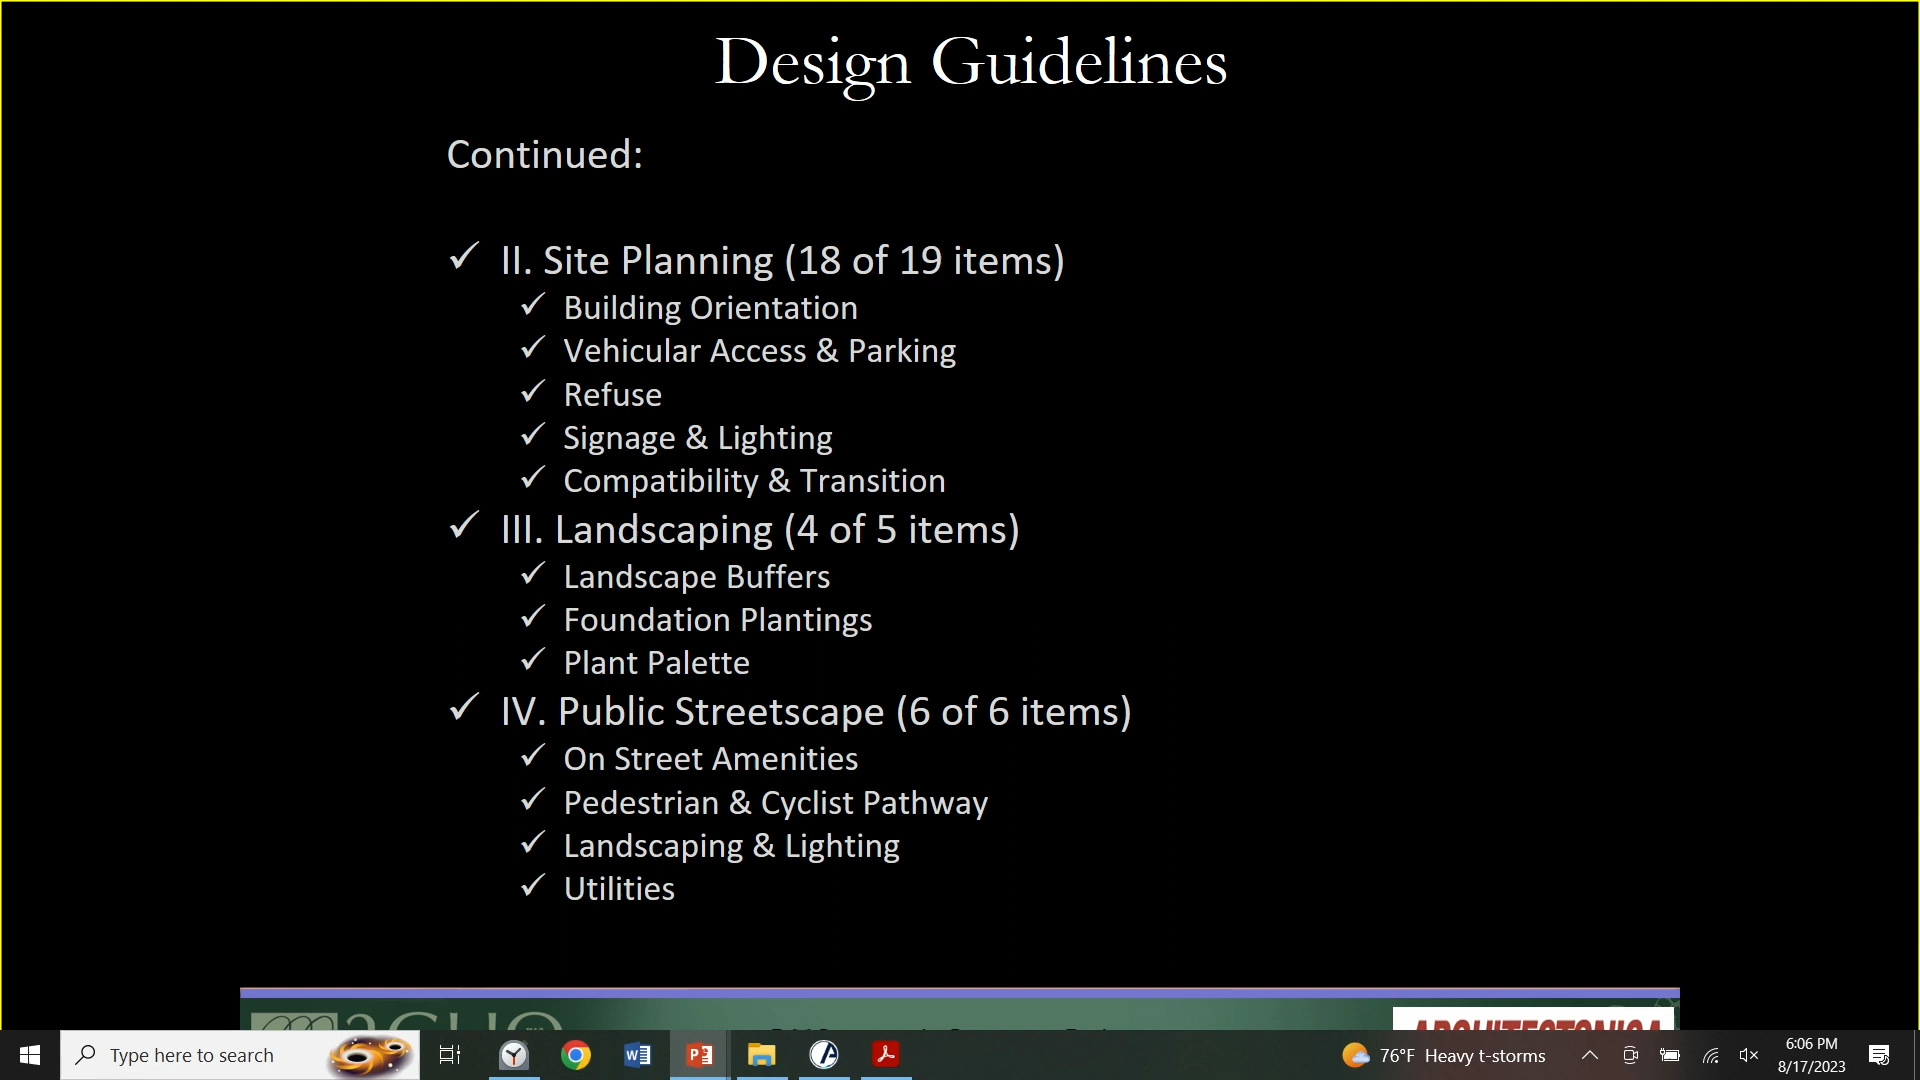 Design Guidelines
Continued:
✓ II. Site Planning (18 of 19 items)
✓ Building Orientation
✓ Vehicular Access & Parking
✓ Refuse
✓ Signage & Lighting
✓ Compatibility & Transition
✓ III. Landscaping (4 of 5 items)
✓ Landscape Buffers
✓ Foundation Plantings
✓ Plant Palette
✓ IV. Public Streetscape (6 of 6 items)
✓ On Street Amenities
✓ Pedestrian & Cyclist Pathway
✓ Landscaping & Lighting
✓ Utilities
ARQUITECTONICA
Type here to search
76°F Heavy t-storms
6:06 PM
8/17/2023